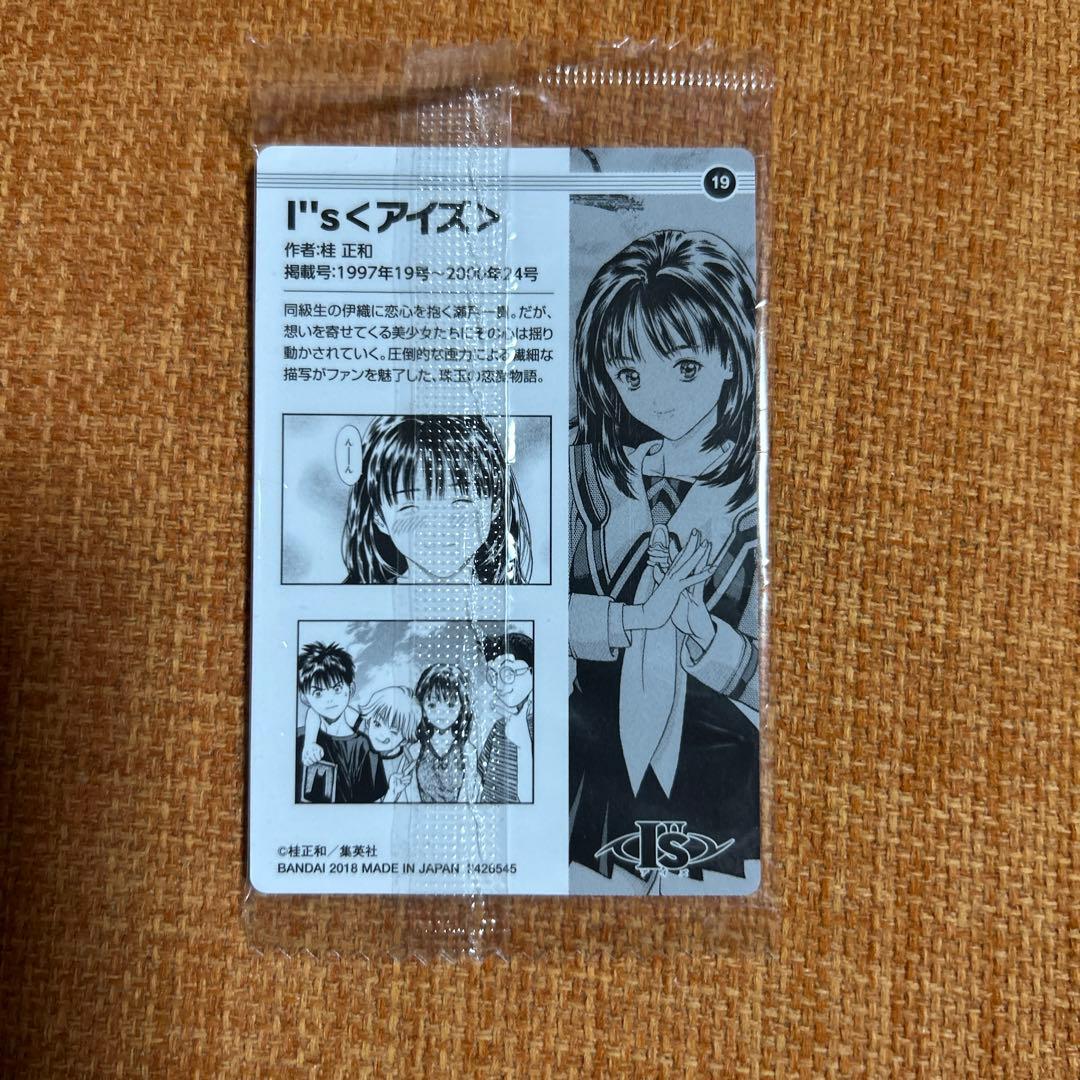 19
I"s<アイズ>
作者:桂 正和
掲載号:1997年19号~2000年24号
同級生の伊織に恋心を抱く瀬戸一貴。だが、
想いを寄せてくる美少女たちにその心は揺り
動かされていく。圧倒的な画力による繊細な
描写がファンを魅了した、珠玉の恋愛物語。
んーん
©桂正和/集英社
BANDAI 2018 MADE IN JAPAN
I"s
アイズ